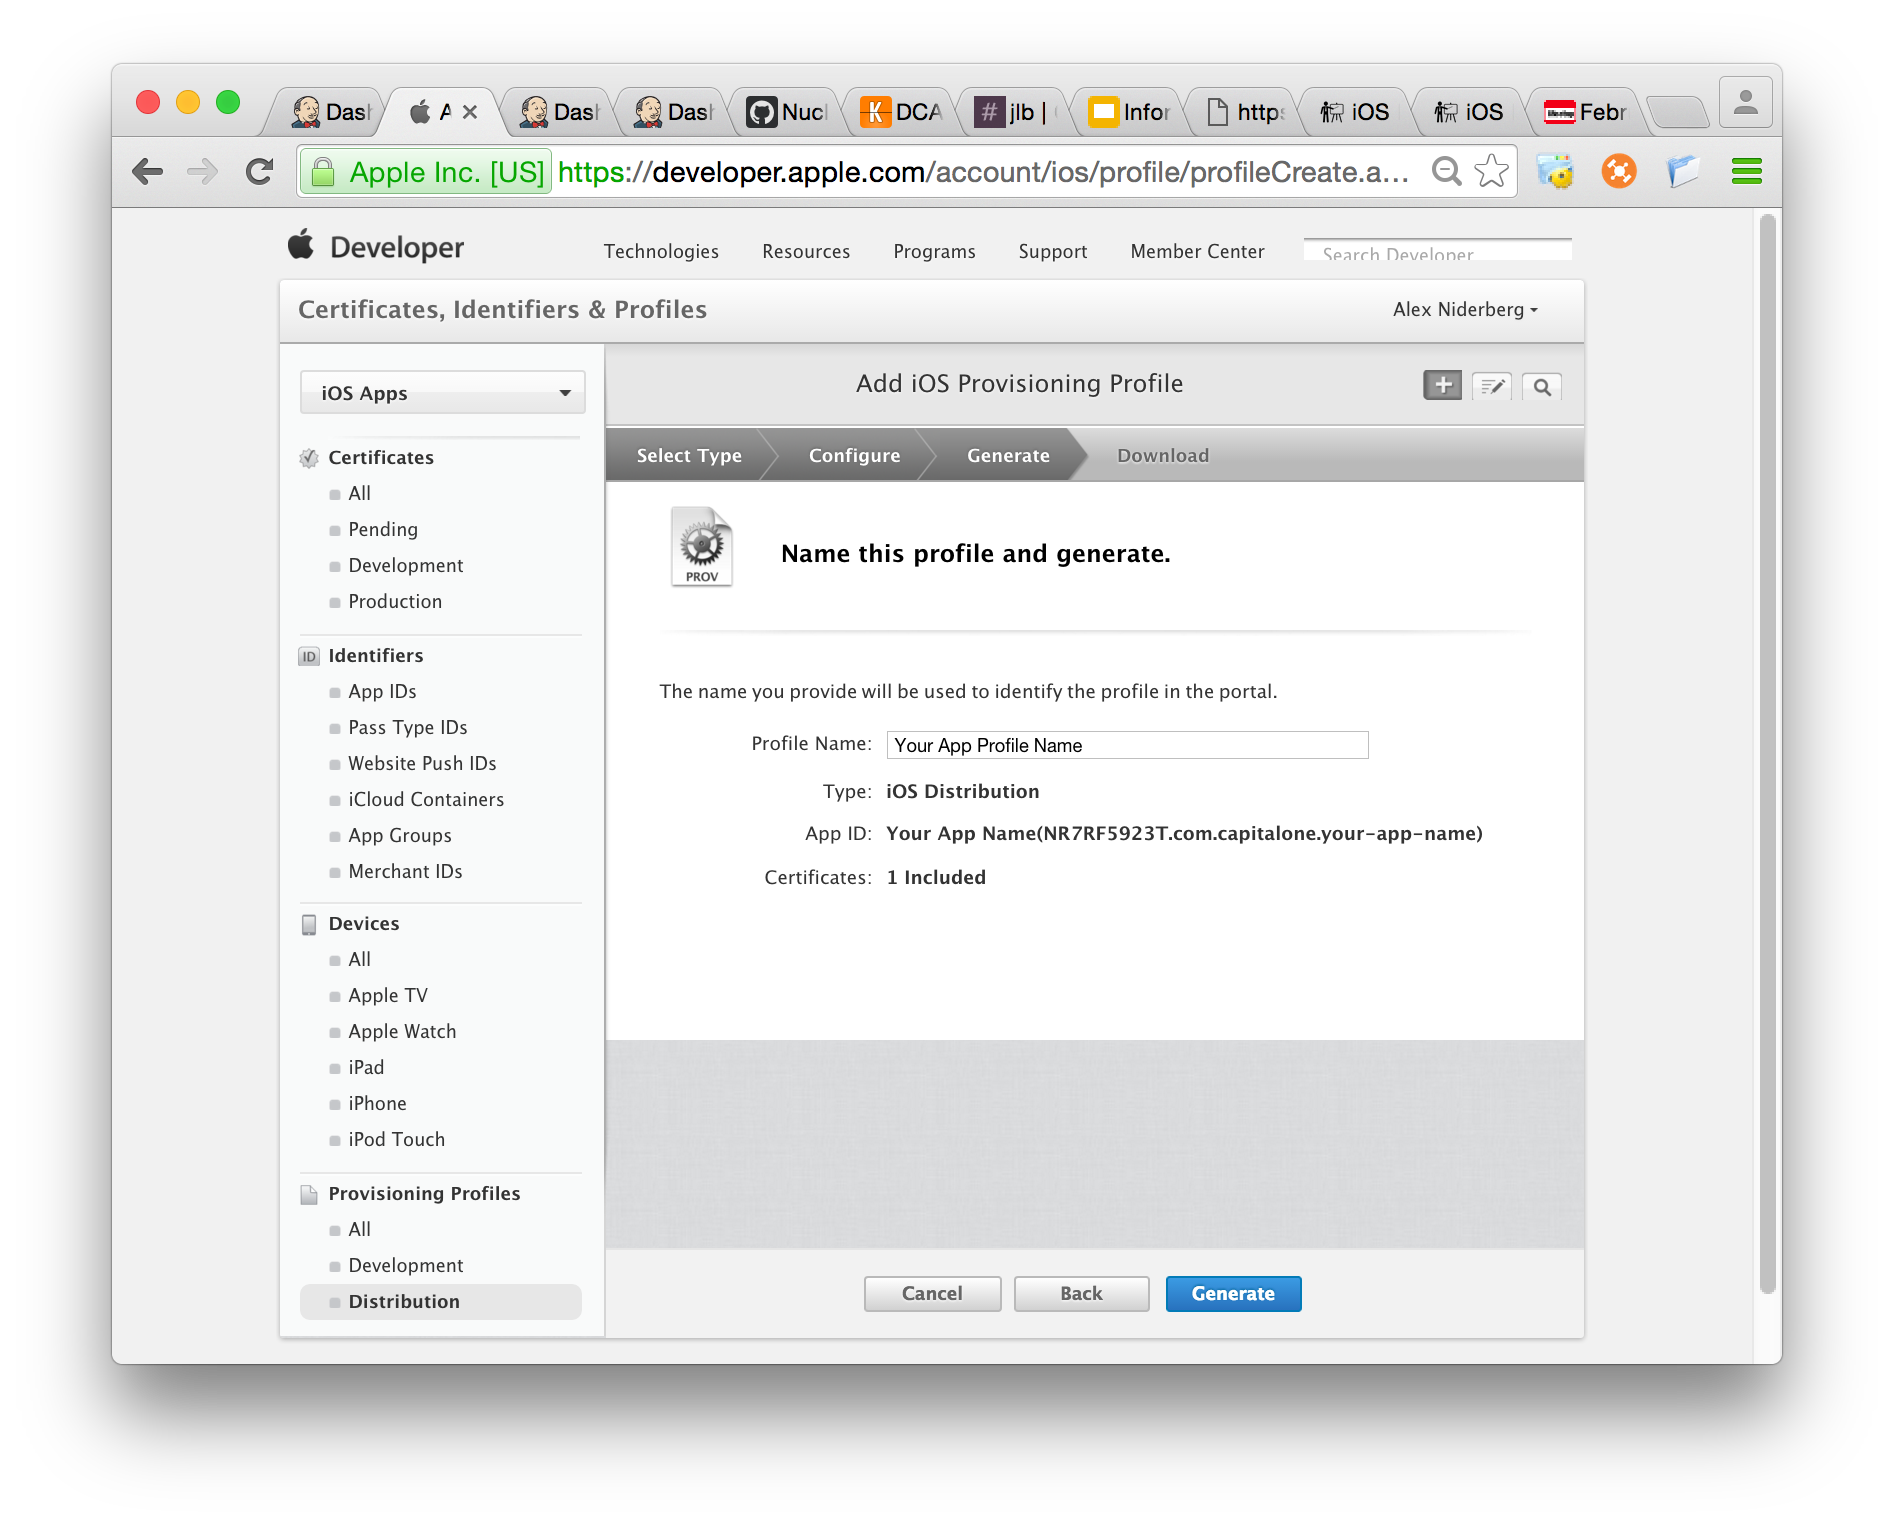 Dash
A
Dash
Dash
Nucl
DCA
jlb |
Infor
https
iOS
iOS
Febr
Apple Inc. [US] https://developer.apple.com/account/ios/profile/profileCreate.a...
Developer
Technologies
Resources
Programs
Support
Member Center
Search Developer
Certificates, Identifiers & Profiles
Alex Niderberg
iOS Apps
Add iOS Provisioning Profile
Select Type
Configure
Generate
Download
Certificates
All
Pending
Development
Production
ID Identifiers
App IDs
Pass Type IDs
Website Push IDs
iCloud Containers
App Groups
Merchant IDs
Devices
All
Apple TV
Apple Watch
iPad
iPhone
iPod Touch
Provisioning Profiles
All
Development
Distribution
PROV
Name this profile and generate.
The name you provide will be used to identify the profile in the portal.
Profile Name: Your App Profile Name
Type: iOS Distribution
App ID: Your App Name(NR7RF5923T.com.capitalone.your-app-name)
Certificates: 1 Included
Cancel
Back
Generate